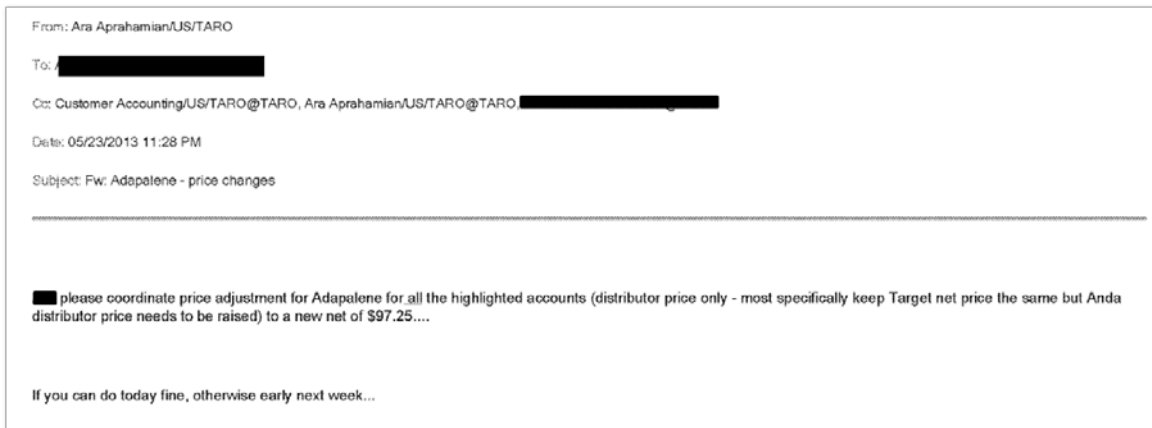 From: Ara Aprahamian/US/TARO
To:
Cc: Customer Accounting/US/TARO@TARO, Ara Aprahamian/US/TARO@TARO,
Date: 05/23/2013 11:28 PM
Subject: Fw: Adapalene - price changes
please coordinate price adjustment for Adapalene for all the highlighted accounts (distributor price only - most specifically keep Target net price the same but Anda
distributor price needs to be raised) to a new net of $97.25....
If you can do today fine, otherwise early next week...